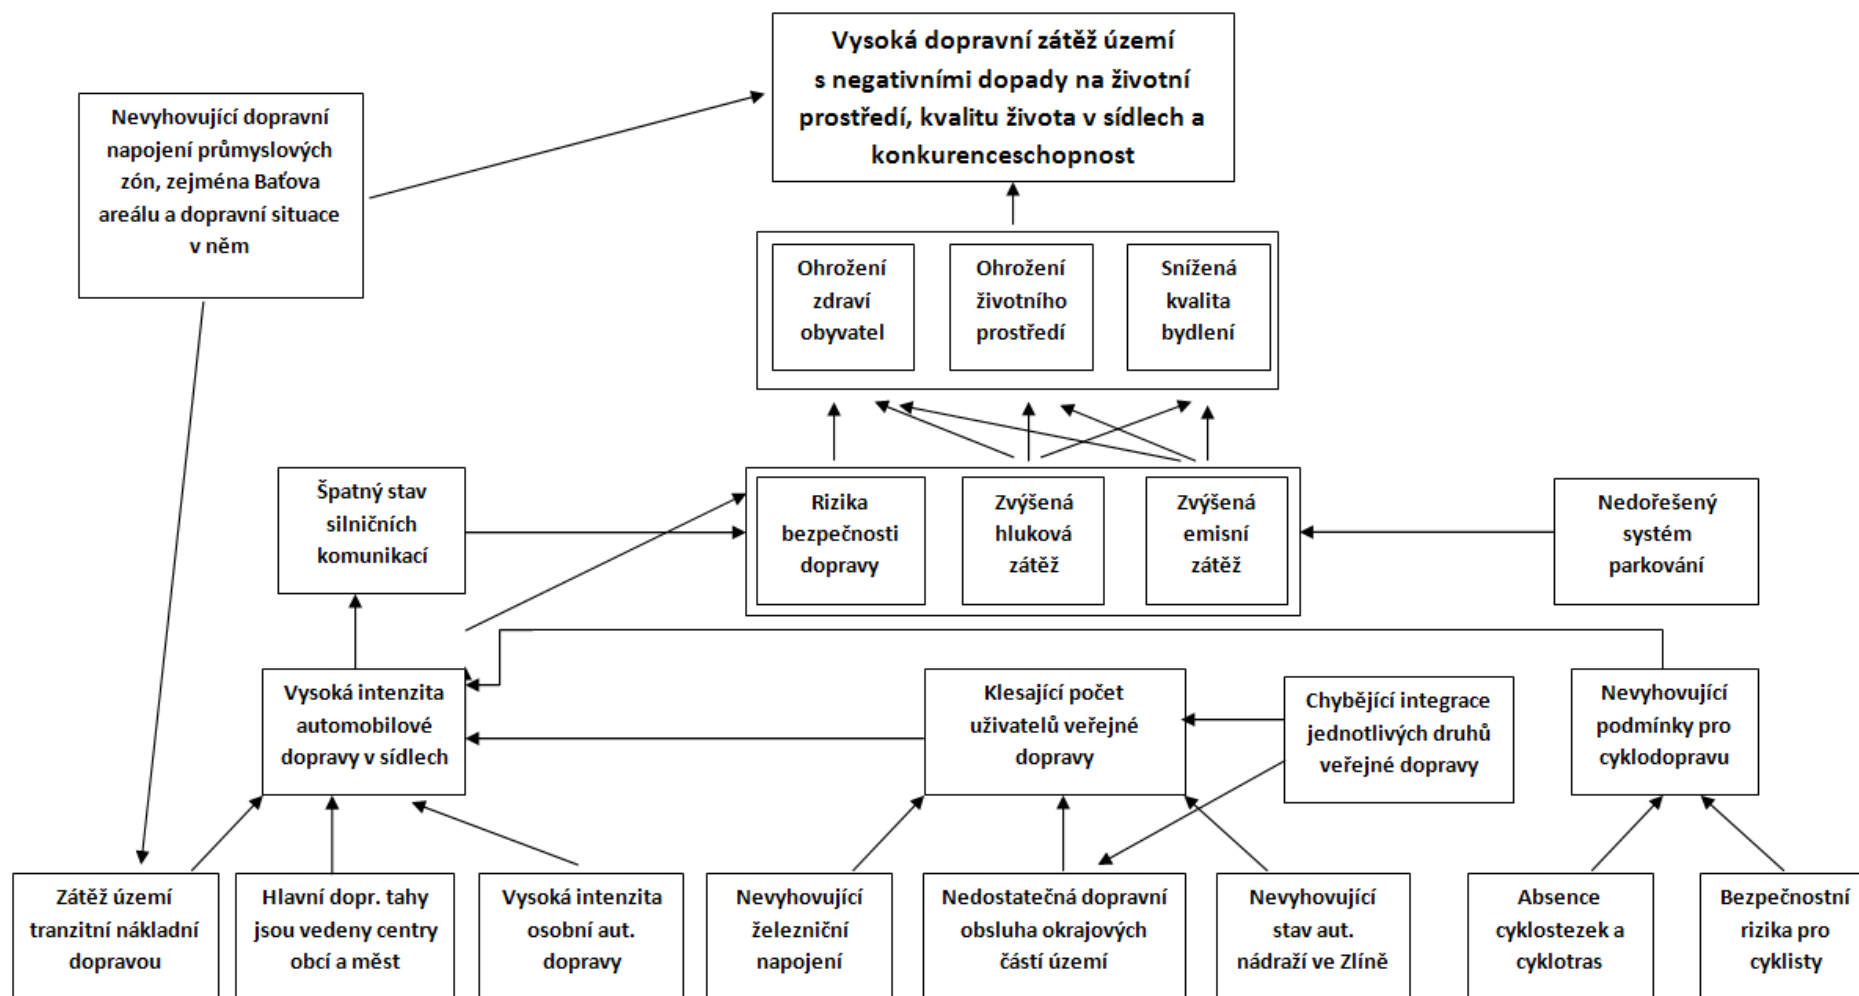 Vysoká dopravní zátěž území
s negativními dopady na životní
prostředí, kvalitu života v sídlech a
konkurenceschopnost
Nevyhovující dopravní
napojení průmyslových
zón, zejména Baťova
areálu a dopravní situace
v něm
Ohrožení
zdraví
obyvatel
Ohrožení
životního
prostředí
Snížená
kvalita
bydlení
Špatný stav
silničních
komunikací
Rizika
bezpečnosti
dopravy
Zvýšená
hluková
zátěž
Zvýšená
emisní
zátěž
Nedořešený
systém
parkování
Vysoká intenzita
automobilové
dopravy v sídlech
Klesající počet
uživatelů veřejné
dopravy
Chybějící integrace
jednotlivých druhů
veřejné dopravy
Nevyhovující
podmínky pro
cyklodopravu
Zátěž území
tranzitní nákladní
dopravou
Hlavní dopr. tahy
jsou vedeny centry
obcí a měst
Vysoká intenzita
osobní aut.
dopravy
Nevyhovující
železniční
napojení
Nedostatečná dopravní
obsluha okrajových
částí území
Nevyhovující
stav aut.
nádraží ve Zlíně
Absence
cyklostezek a
cyklotras
Bezpečnostní
rizika pro
cyklisty